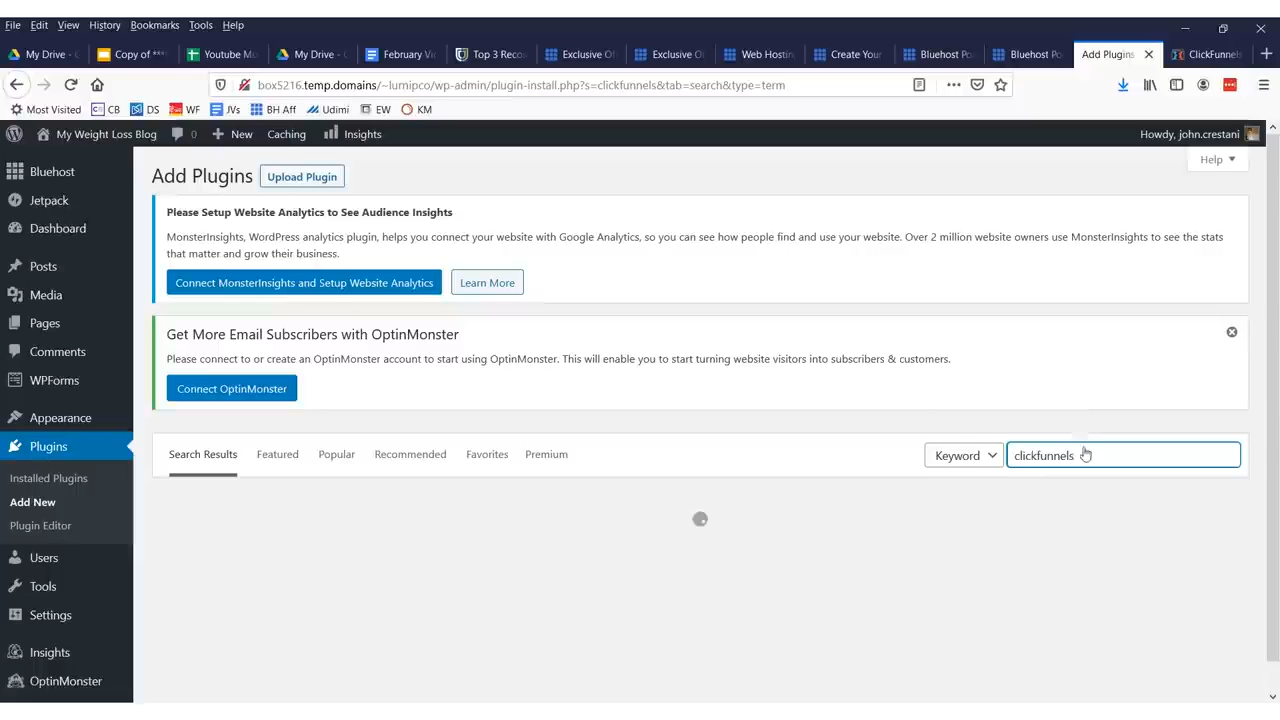 File Edit View History Bookmarks Tools Help
My Drive - Copy of *** Youtube Mo My Drive - February Vi Top 3 Reco Exclusive Of Exclusive Of Web Hostin Create Your Bluehost Po Bluehost Po Add Plugins ClickFunnels
box5216.temp.domains/~lumipco/wp-admin/plugin-install.php?s=clickfunnels&tab=search&type=term
Most Visited CB DS WF JVs BH Aff Udimi EW KM
My Weight Loss Blog 0 New Caching Insights Howdy, john.crestani
Help
Bluehost
Jetpack
Dashboard
Posts
Media
Pages
Comments
WPForms
Appearance
Plugins
Installed Plugins
Add New
Plugin Editor
Users
Tools
Settings
Insights
OptinMonster
Add Plugins Upload Plugin
Please Setup Website Analytics to See Audience Insights
MonsterInsights, WordPress analytics plugin, helps you connect your website with Google Analytics, so you can see how people find and use your website. Over 2 million website owners use MonsterInsights to see the stats
that matter and grow their business.
Connect MonsterInsights and Setup Website Analytics Learn More
Get More Email Subscribers with OptinMonster
Please connect to or create an OptinMonster account to start using OptinMonster. This will enable you to start turning website visitors into subscribers & customers.
Connect OptinMonster
Search Results Featured Popular Recommended Favorites Premium Keyword clickfunnels